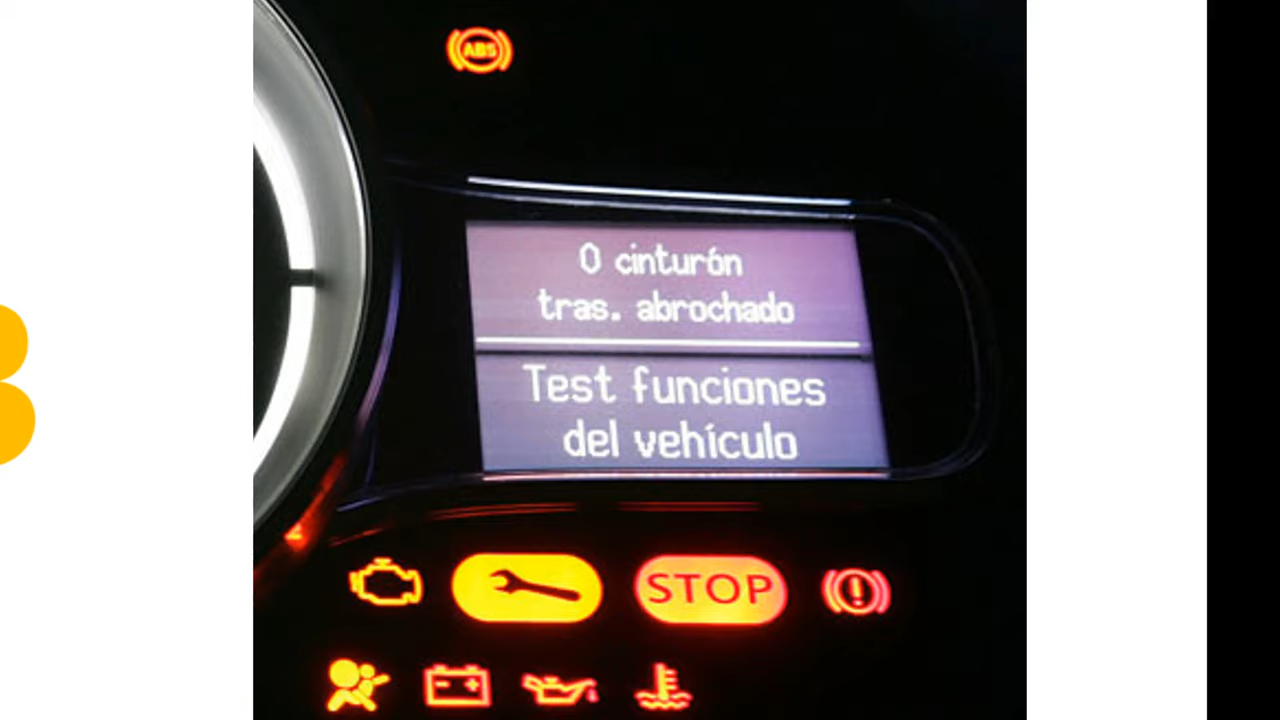 ABS
0 cinturón
tras. abrochado
Test funciones
del vehículo
STOP